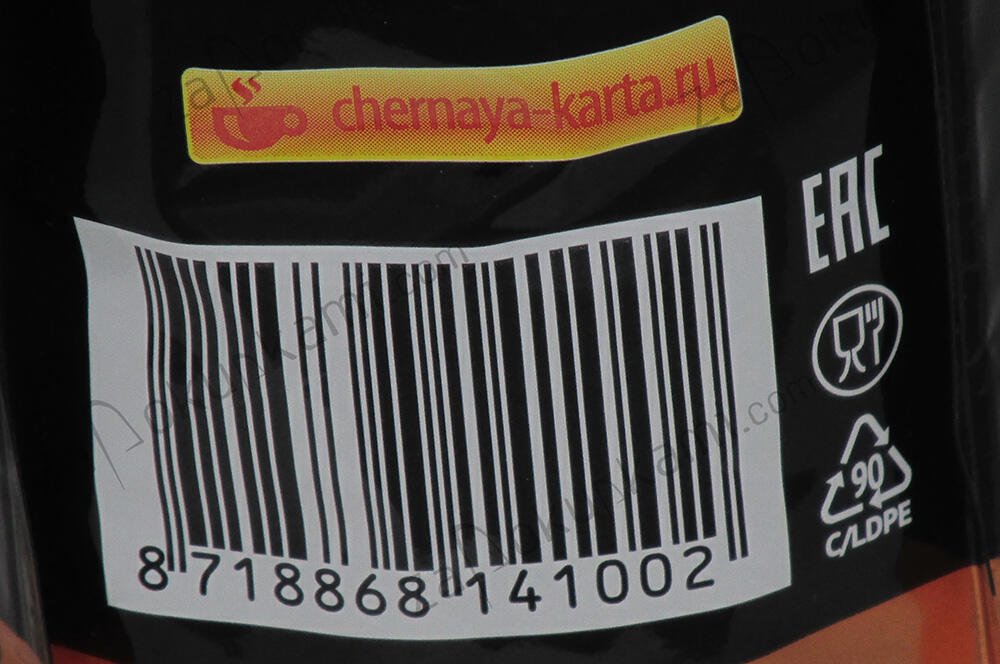 chernaya-karta.ru
EAC
90
C/LDPE
8 718868 141002